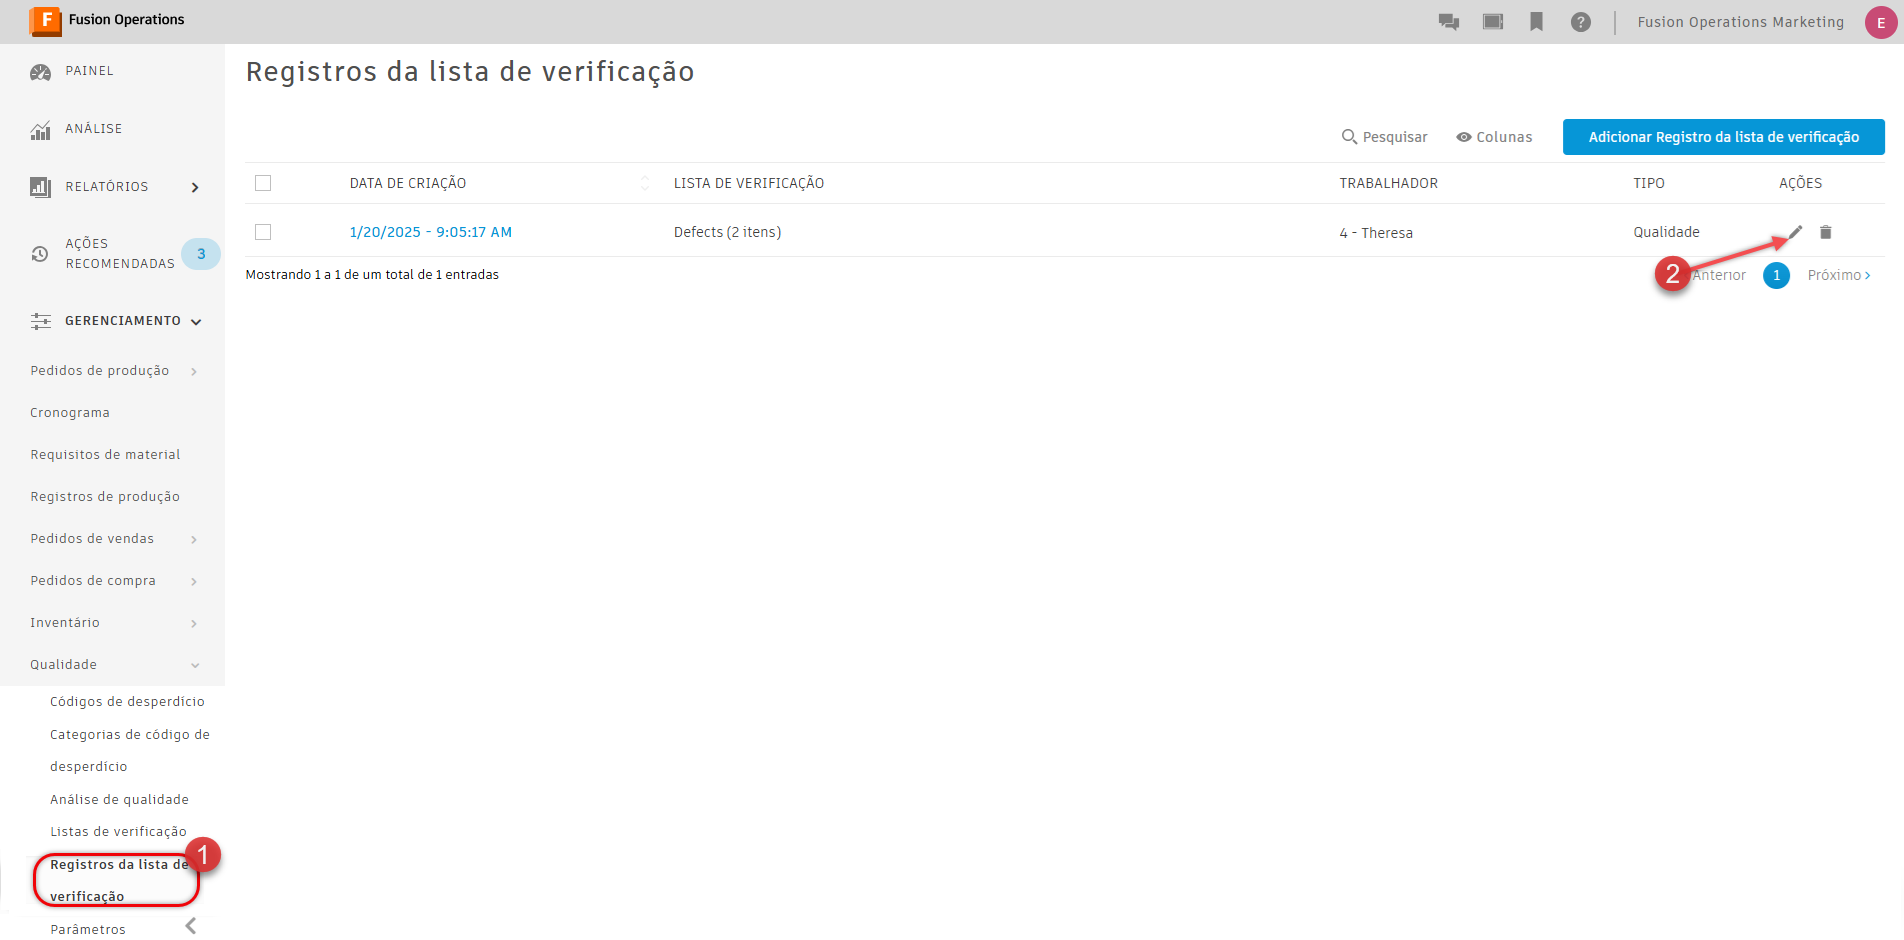 F Fusion Operations
? Fusion Operations Marketing E
PAINEL
ANÁLISE
RELATÓRIOS
AÇÕES
RECOMENDADAS 3
GERENCIAMENTO
Pedidos de produção
Cronograma
Requisitos de material
Registros de produção
Pedidos de vendas
Pedidos de compra
Inventário
Qualidade
Códigos de desperdício
Categorias de código de
desperdício
Análise de qualidade
Listas de verificação
Registros da lista de
verificação
1
Parâmetros
Registros da lista de verificação
Pesquisar Colunas Adicionar Registro da lista de verificação
DATA DE CRIAÇÃO LISTA DE VERIFICAÇÃO TRABALHADOR TIPO AÇÕES
1/20/2025 - 9:05:17 AM Defects (2 itens) 4 - Theresa Qualidade
Mostrando 1 a 1 de um total de 1 entradas
2 Anterior 1 Próximo